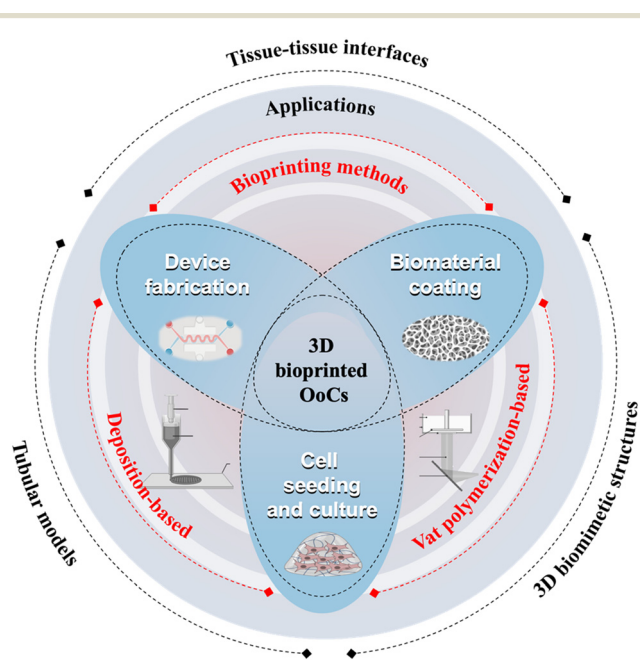 Tissue-tissue interfaces
Applications
Bioprinting methods
Device
fabrication
Biomaterial
coating
3D
bioprinted
OoCs
Deposition-based
Vat polymerization-based
Cell
seeding
and culture
Tubular models
3D biomimetic structures